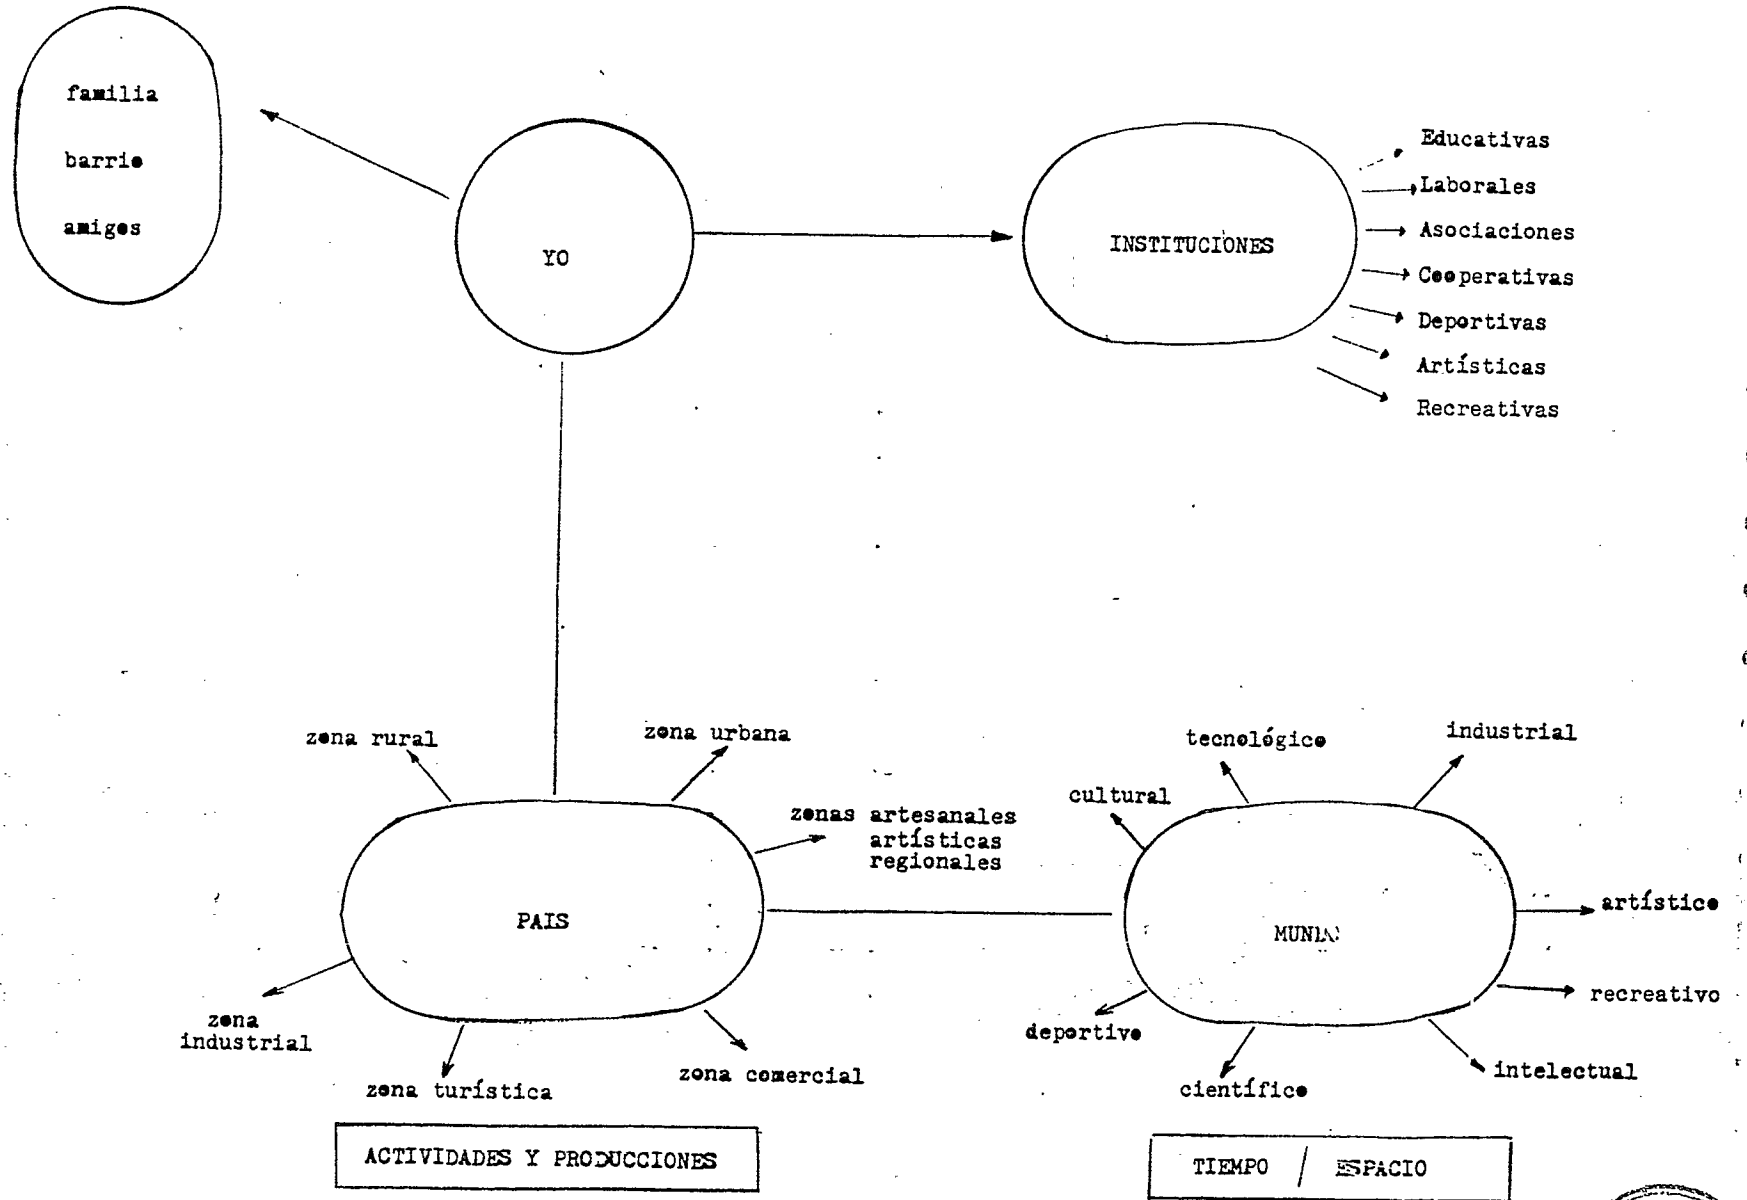 familia
barrio
amigos
YO
INSTITUCIONES
Educativas
Laborales
Asociaciones
Cooperativas
Deportivas
Artísticas
Recreativas
zona rural
zona urbana
zonas artesanales
artísticas
regionales
PAIS
zona
industrial
zona turística
zona comercial
ACTIVIDADES Y PRODUCCIONES
tecnológico
industrial
cultural
artístico
MUNDO
recreativo
deportivo
científico
intelectual
TIEMPO / ESPACIO